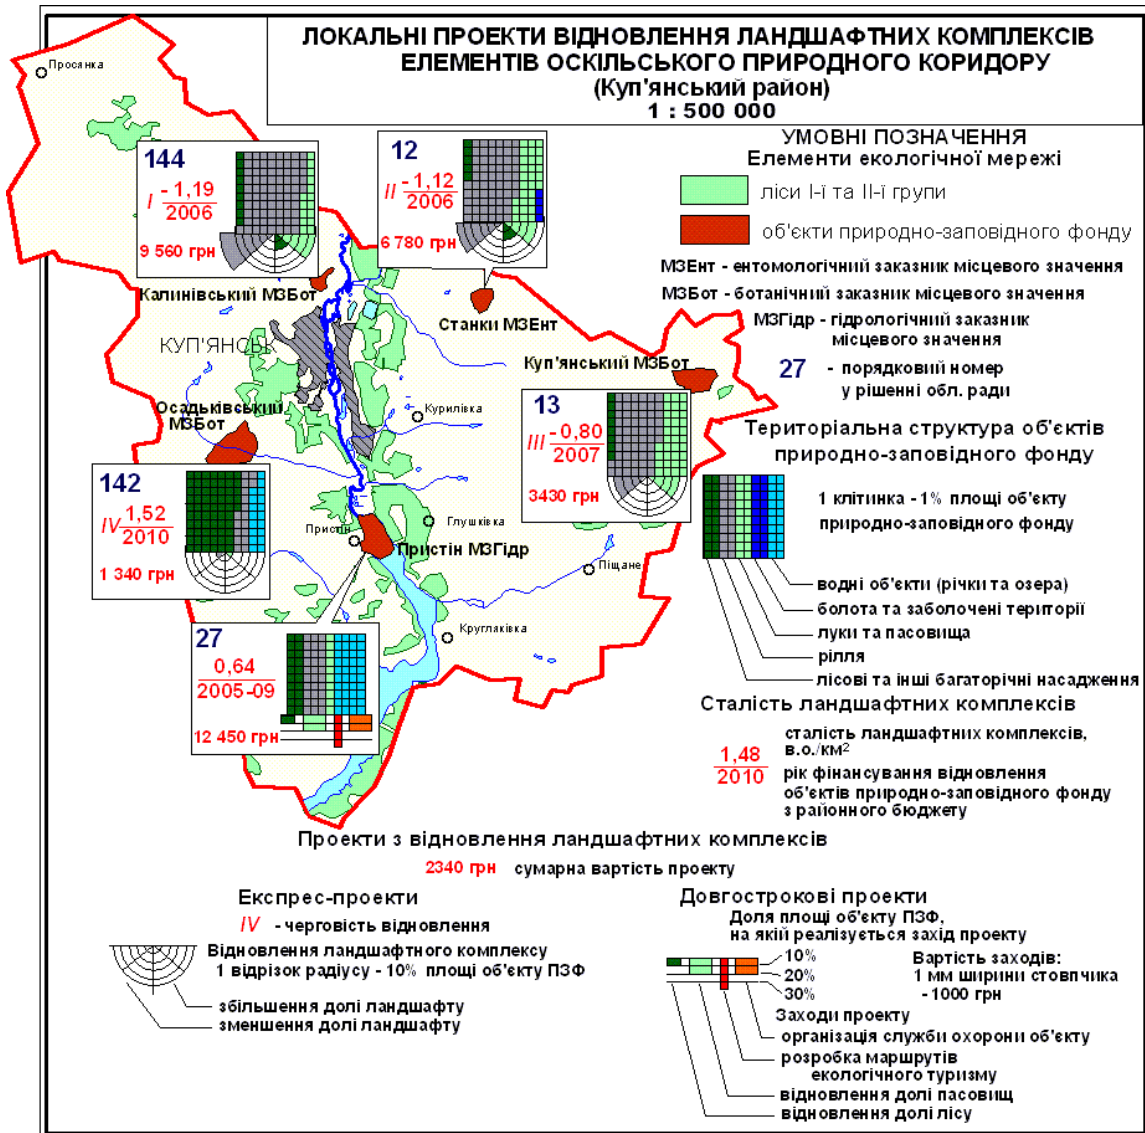 ЛОКАЛЬНІ ПРОЕКТИ ВІДНОВЛЕННЯ ЛАНДШАФТНИХ КОМПЛЕКСІВ
ЕЛЕМЕНТІВ ОСКІЛЬСЬКОГО ПРИРОДНОГО КОРИДОРУ
(Куп'янський район)
1 : 500 000
Просянка
144
I -1,19
2006
9 560 грн
12
II -1,12
2006
6 780 грн
Калинівський МЗБот
Станки МЗЕнт
КУП'ЯНСЬК
Куп'янський МЗБот
Осадьківський
МЗБот
Курилівка
13
III -0,80
2007
3430 грн
142
IV 1,52
2010
1 340 грн
Пристін
Глушківка
Пристін МЗГідр
Піщане
Круглаківка
27
0,64
2005-09
12 450 грн
УМОВНІ ПОЗНАЧЕННЯ
Елементи екологічної мережі
ліси І-ї та ІІ-ї групи
об'єкти природно-заповідного фонду
МЗЕнт - ентомологічний заказник місцевого значення
МЗБот - ботанічний заказник місцевого значення
МЗГідр - гідрологічний заказник
місцевого значення
27 - порядковий номер
у рішенні обл. ради
Територіальна структура об'єктів
природно-заповідного фонду
1 клітинка - 1% площі об'єкту
природно-заповідного фонду
водні об'єкти (річки та озера)
болота та заболочені території
луки та пасовища
рілля
лісові та інші багаторічні насадження
Сталість ландшафтних комплексів
1,48
2010
сталість ландшафтних комплексів,
в.о./км²
рік фінансування відновлення
об'єктів природно-заповідного фонду
з районного бюджету
Проекти з відновлення ландшафтних комплексів
2340 грн сумарна вартість проекту
Експрес-проекти
IV - черговість відновлення
Відновлення ландшафтного комплексу
1 відрізок радіусу - 10% площі об'єкту ПЗФ
збільшення долі ландшафту
зменшення долі ландшафту
Довгострокові проекти
Доля площі об'єкту ПЗФ,
на якій реалізується захід проекту
10%
20%
30%
Вартість заходів:
1 мм ширини стовпчика
- 1000 грн
Заходи проекту
організація служби охорони об'єкту
розробка маршрутів
екологічного туризму
відновлення долі пасовищ
відновлення долі лісу